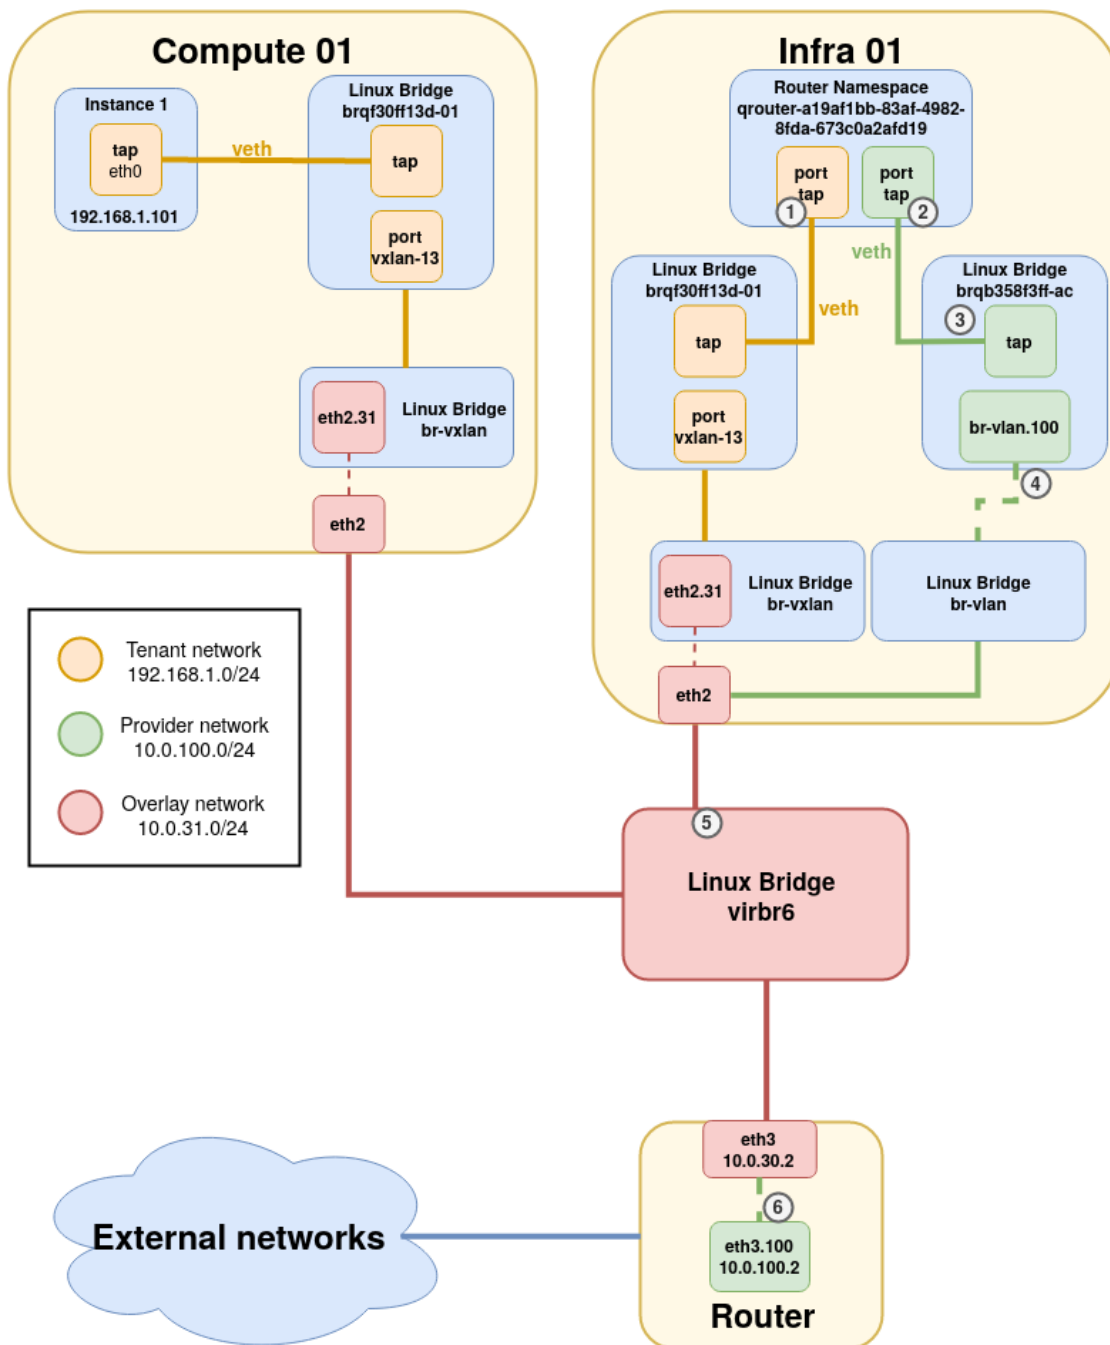 Compute 01
Instance 1
tap
eth0
192.168.1.101
veth
Linux Bridge
brqf30ff13d-01
tap
port
vxlan-13
eth2.31
Linux Bridge
br-vxlan
eth2
Infra 01
Router Namespace
qrouter-a19af1bb-83af-4982-
8fda-673c0a2afd19
port
tap
1
port
tap
2
veth
veth
Linux Bridge
brqf30ff13d-01
tap
port
vxlan-13
Linux Bridge
brqb358f3ff-ac
3
tap
br-vlan.100
4
eth2.31
Linux Bridge
br-vxlan
Linux Bridge
br-vlan
eth2
Tenant network
192.168.1.0/24
Provider network
10.0.100.0/24
Overlay network
10.0.31.0/24
5
Linux Bridge
virbr6
eth3
10.0.30.2
6
eth3.100
10.0.100.2
Router
External networks